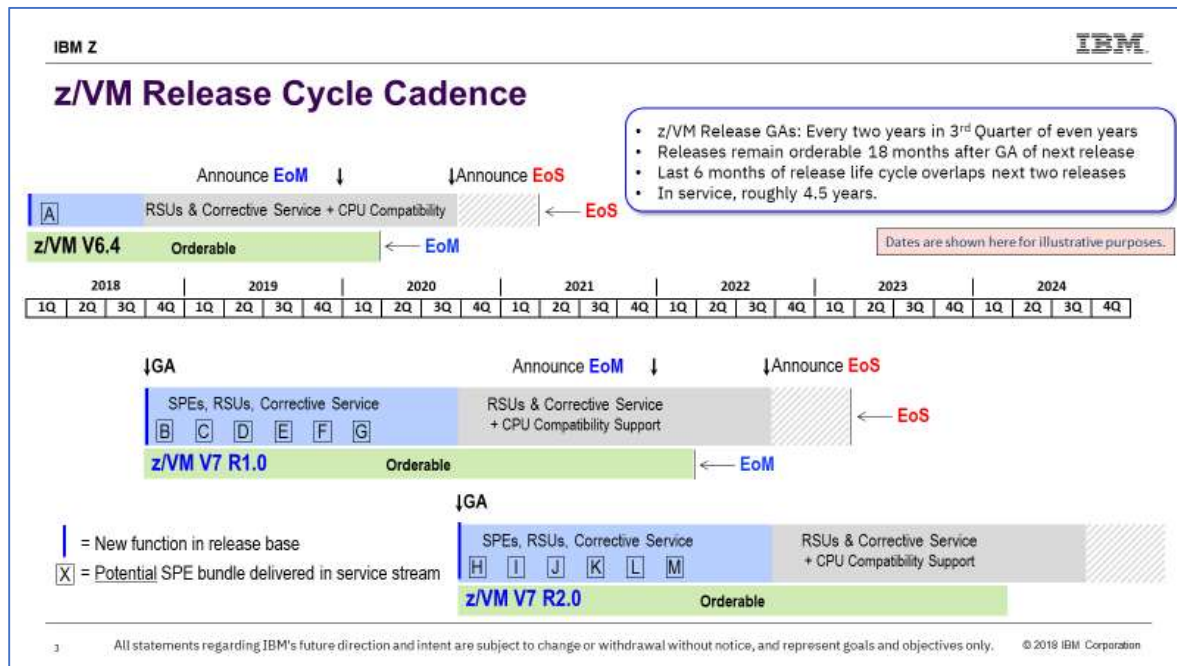 IBM Z
IBM
z/VM Release Cycle Cadence
• z/VM Release GAs: Every two years in 3rd Quarter of even years
• Releases remain orderable 18 months after GA of next release
• Last 6 months of release life cycle overlaps next two releases
• In service, roughly 4.5 years.
Dates are shown here for illustrative purposes.
Announce EoM ↓
↓Announce EoS
A
RSUs & Corrective Service + CPU Compatibility
← EoS
z/VM V6.4 Orderable
← EoM
2018 2019 2020 2021 2022 2023 2024
1Q 2Q 3Q 4Q 1Q 2Q 3Q 4Q 1Q 2Q 3Q 4Q 1Q 2Q 3Q 4Q 1Q 2Q 3Q 4Q 1Q 2Q 3Q 4Q 1Q 2Q 3Q 4Q
↓GA
Announce EoM ↓
↓Announce EoS
SPEs, RSUs, Corrective Service
B C D E F G
RSUs & Corrective Service
+ CPU Compatibility Support
← EoS
z/VM V7 R1.0 Orderable
← EoM
↓GA
SPEs, RSUs, Corrective Service
H I J K L M
RSUs & Corrective Service
+ CPU Compatibility Support
z/VM V7 R2.0 Orderable
= New function in release base
X = Potential SPE bundle delivered in service stream
3 All statements regarding IBM's future direction and intent are subject to change or withdrawal without notice, and represent goals and objectives only. © 2018 IBM Corporation